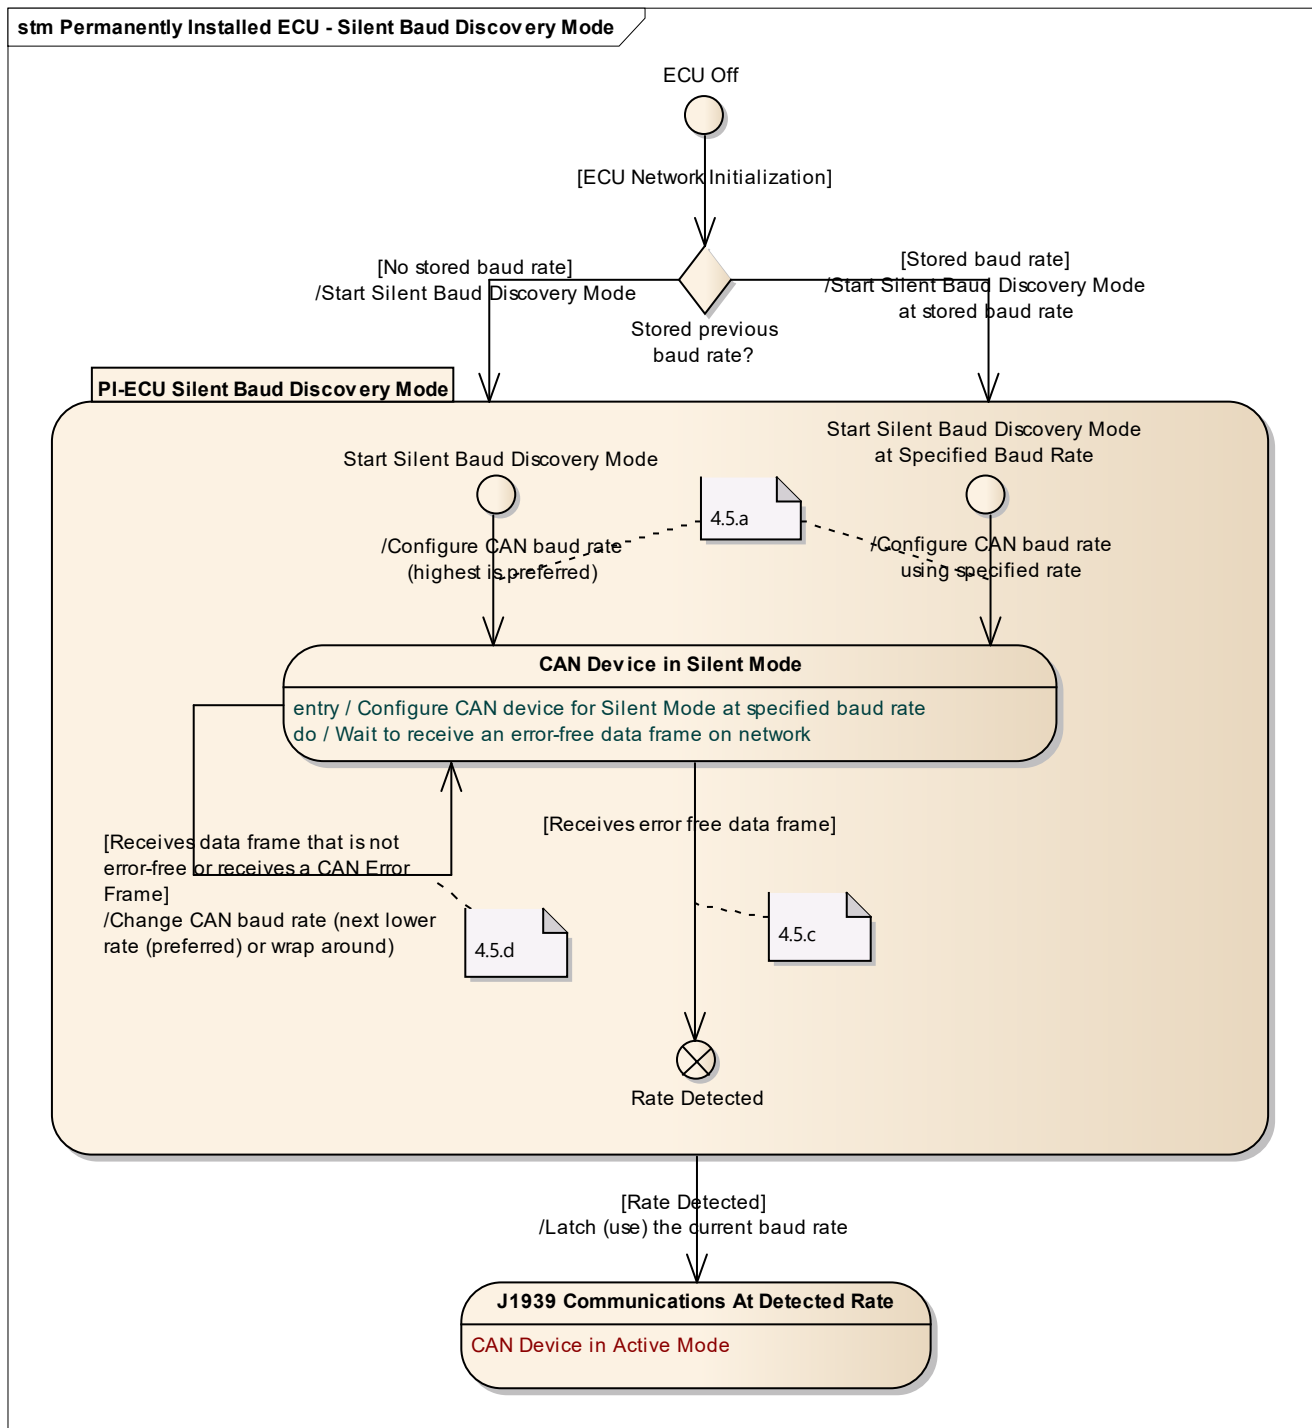 stm Permanently Installed ECU - Silent Baud Discovery Mode
ECU Off
[ECU Network Initialization]
[No stored baud rate]
/Start Silent Baud Discovery Mode
[Stored baud rate]
/Start Silent Baud Discovery Mode
at stored baud rate
Stored previous
baud rate?
PI-ECU Silent Baud Discovery Mode
Start Silent Baud Discovery Mode
Start Silent Baud Discovery Mode
at Specified Baud Rate
4.5.a
/Configure CAN baud rate
(highest is preferred)
/Configure CAN baud rate
using specified rate
CAN Device in Silent Mode
entry / Configure CAN device for Silent Mode at specified baud rate
do / Wait to receive an error-free data frame on network
[Receives data frame that is not
error-free or receives a CAN Error
Frame]
/Change CAN baud rate (next lower
rate (preferred) or wrap around)
[Receives error free data frame]
4.5.d
4.5.c
Rate Detected
[Rate Detected]
/Latch (use) the current baud rate
J1939 Communications At Detected Rate
CAN Device in Active Mode